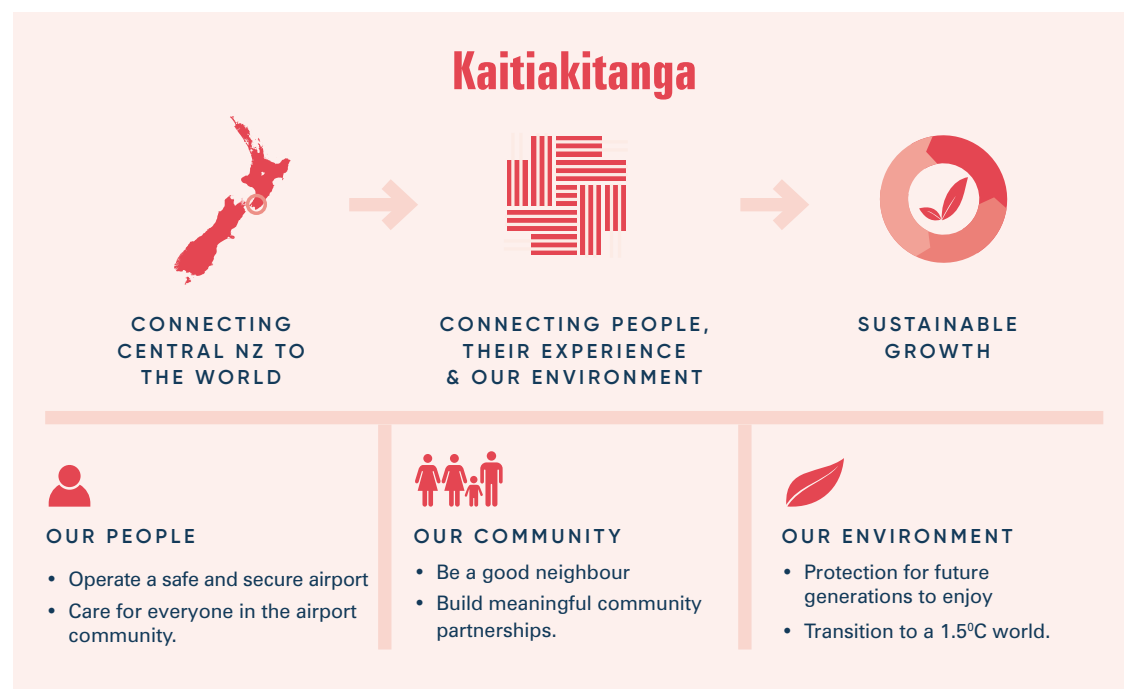 Kaitiakitanga
CONNECTING
CENTRAL NZ TO
THE WORLD
CONNECTING PEOPLE,
THEIR EXPERIENCE
& OUR ENVIRONMENT
SUSTAINABLE
GROWTH
OUR PEOPLE
• Operate a safe and secure airport
• Care for everyone in the airport
community.
OUR COMMUNITY
• Be a good neighbour
• Build meaningful community
partnerships.
OUR ENVIRONMENT
• Protection for future
generations to enjoy
• Transition to a 1.5⁰C world.